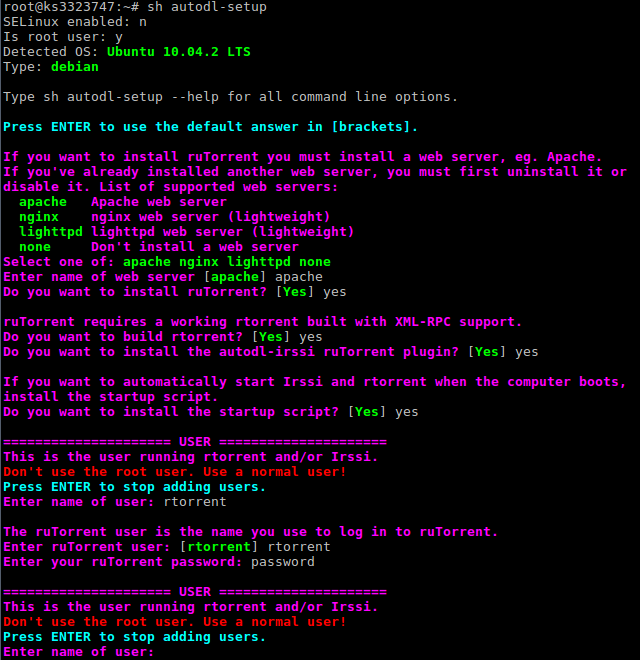 root@ks3323747:~# sh autodl-setup
SELinux enabled: n
Is root user: y
Detected OS: Ubuntu 10.04.2 LTS
Type: debian
Type sh autodl-setup --help for all command line options.
Press ENTER to use the default answer in [brackets].
If you want to install ruTorrent you must install a web server, eg. Apache.
If you've already installed another web server, you must first uninstall it or
disable it. List of supported web servers:
apache   Apache web server
nginx    nginx web server (lightweight)
lighttpd lighttpd web server (lightweight)
none     Don't install a web server
Select one of: apache nginx lighttpd none
Enter name of web server [apache] apache
Do you want to install ruTorrent? [Yes] yes
ruTorrent requires a working rtorrent built with XML-RPC support.
Do you want to build rtorrent? [Yes] yes
Do you want to install the autodl-irssi ruTorrent plugin? [Yes] yes
If you want to automatically start Irssi and rtorrent when the computer boots,
install the startup script.
Do you want to install the startup script? [Yes] yes
===================== USER =====================
This is the user running rtorrent and/or Irssi.
Don't use the root user. Use a normal user!
Press ENTER to stop adding users.
Enter name of user: rtorrent
The ruTorrent user is the name you use to log in to ruTorrent.
Enter ruTorrent user: [rtorrent] rtorrent
Enter your ruTorrent password: password
===================== USER =====================
This is the user running rtorrent and/or Irssi.
Don't use the root user. Use a normal user!
Press ENTER to stop adding users.
Enter name of user: